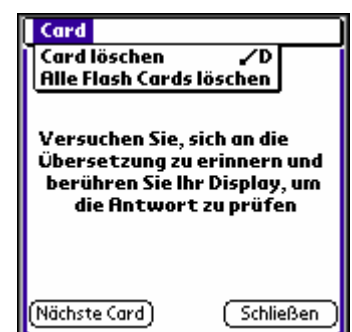 Card
Card löschen ⁄D
Alle Flash Cards löschen
Versuchen Sie, sich an die
Übersetzung zu erinnern und
berühren Sie Ihr Display, um
die Antwort zu prüfen
Nächste Card Schließen